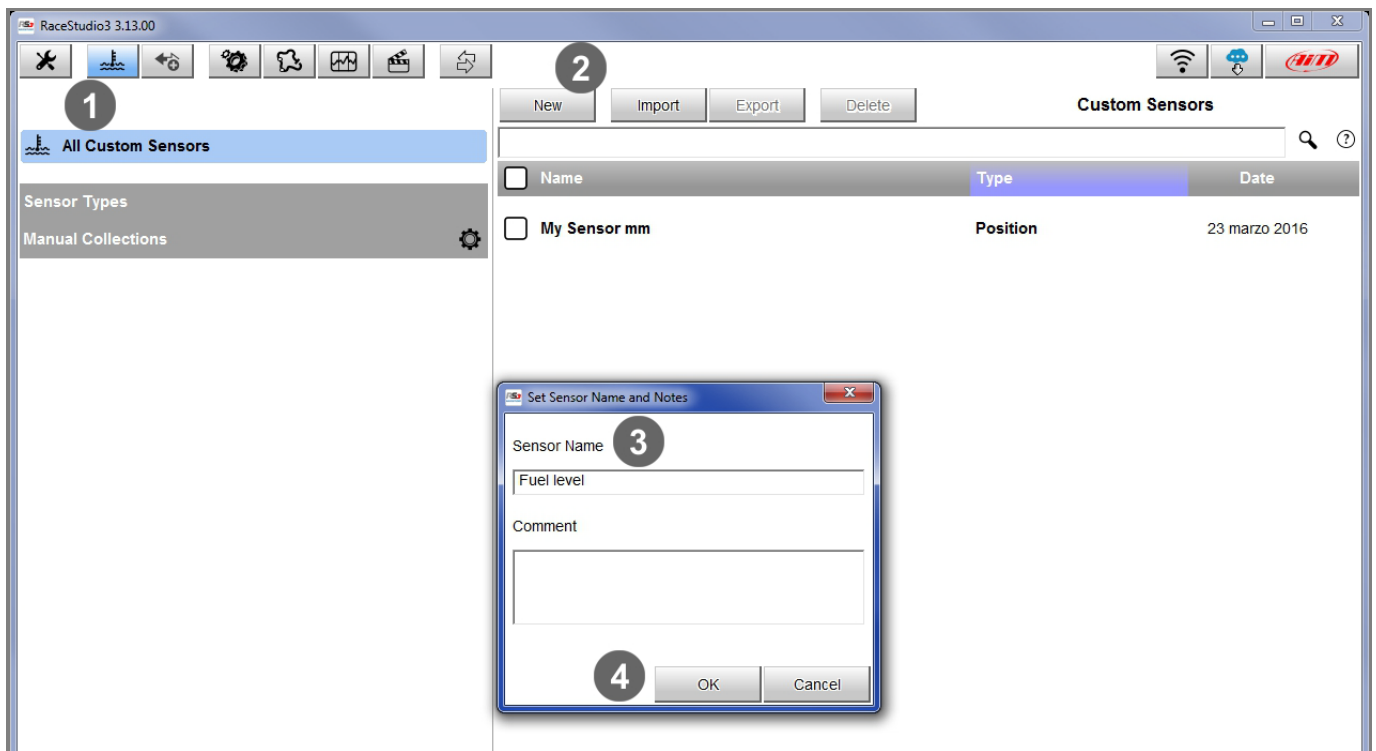 RaceStudio3 3.13.00
AiM
1
2
New Import Export Delete Custom Sensors
All Custom Sensors
Name Type Date
Sensor Types
My Sensor mm Position 23 marzo 2016
Manual Collections
Set Sensor Name and Notes
Sensor Name 3
Fuel level
Comment
4 OK Cancel